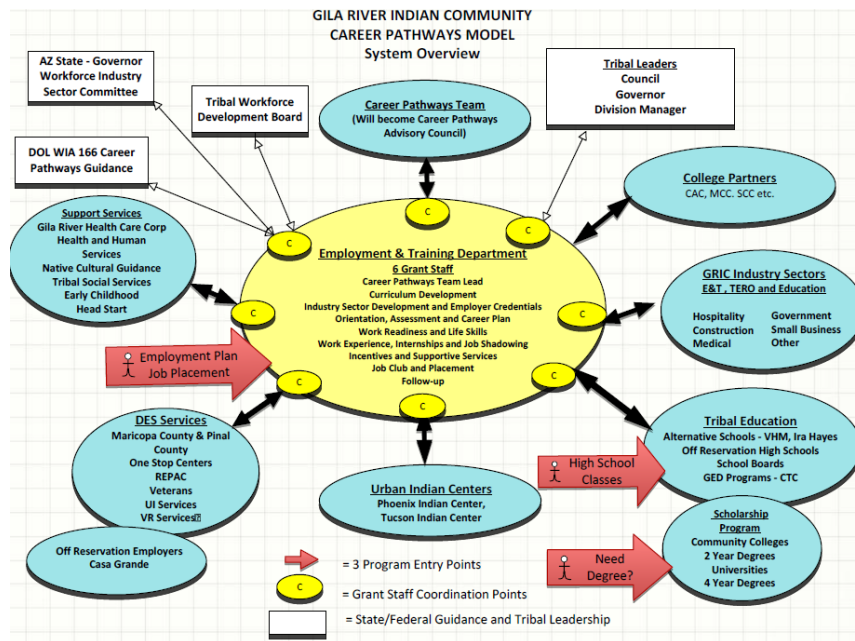 GILA RIVER INDIAN COMMUNITY
CAREER PATHWAYS MODEL
System Overview
AZ State - Governor
Workforce Industry
Sector Committee
Tribal Workforce
Development Board
DOL WIA 166 Career
Pathways Guidance
Career Pathways Team
(Will become Career Pathways
Advisory Council)
Tribal Leaders
Council
Governor
Division Manager
College Partners
CAC, MCC. SCC etc.
Support Services
Gila River Health Care Corp
Health and Human
Services
Native Cultural Guidance
Tribal Social Services
Early Childhood
Head Start
C
C
C
C
C
C
C
C
Employment & Training Department
6 Grant Staff
Career Pathways Team Lead
Curriculum Development
Industry Sector Development and Employer Credentials
Orientation, Assessment and Career Plan
Work Readiness and Life Skills
Work Experience, Internships and Job Shadowing
Incentives and Supportive Services
Job Club and Placement
Follow-up
GRIC Industry Sectors
E&T , TERO and Education
Hospitality
Construction
Medical
Government
Small Business
Other
Employment Plan
Job Placement
DES Services
Maricopa County & Pinal
County
One Stop Centers
REPAC
Veterans
UI Services
VR Services
Off Reservation Employers
Casa Grande
Urban Indian Centers
Phoenix Indian Center,
Tucson Indian Center
High School
Classes
Tribal Education
Alternative Schools - VHM, Ira Hayes
Off Reservation High Schools
School Boards
GED Programs - CTC
Need
Degree?
Scholarship
Program
Community Colleges
2 Year Degrees
Universities
4 Year Degrees
= 3 Program Entry Points
C
= Grant Staff Coordination Points
= State/Federal Guidance and Tribal Leadership